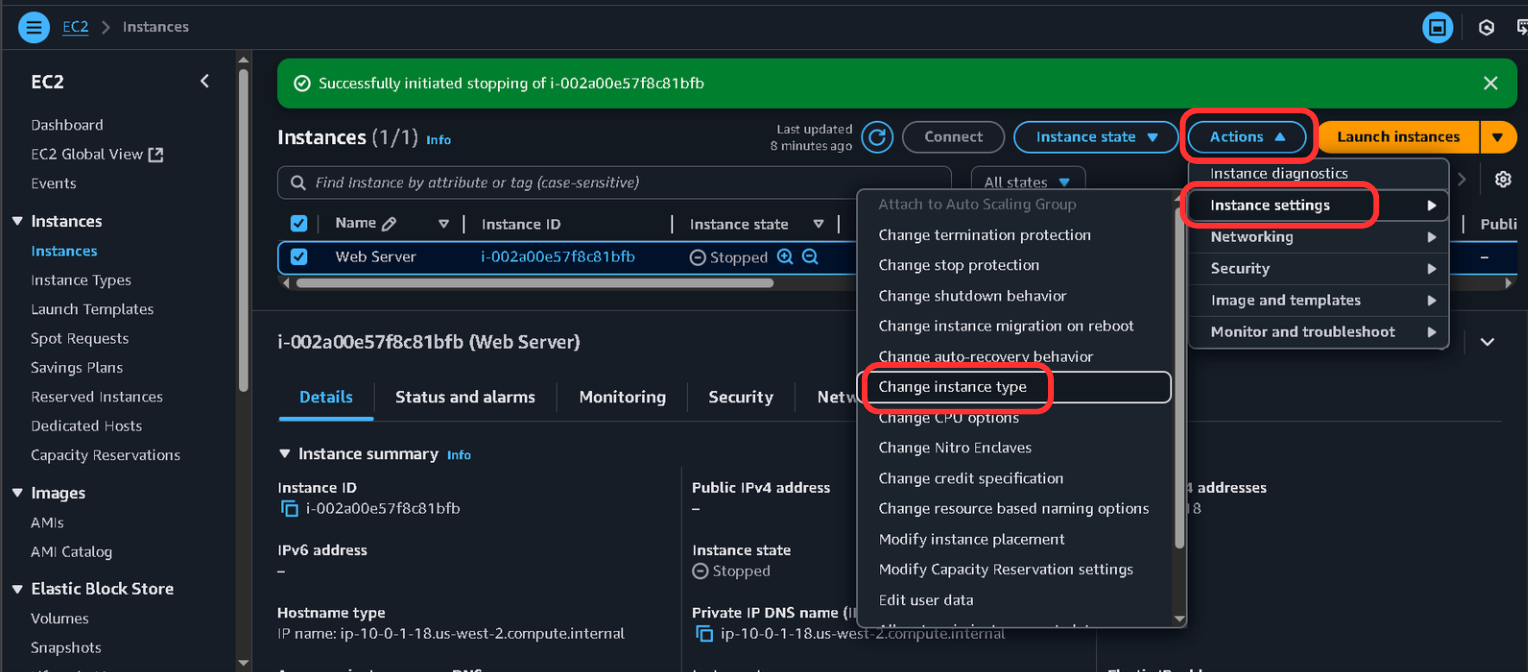 EC2 > Instances
EC2
Dashboard
EC2 Global View
Events
Instances
Instances
Instance Types
Launch Templates
Spot Requests
Savings Plans
Reserved Instances
Dedicated Hosts
Capacity Reservations
Images
AMIs
AMI Catalog
Elastic Block Store
Volumes
Snapshots
Successfully initiated stopping of i-002a00e57f8c81bfb
Instances (1/1) Info
Last updated
8 minutes ago
Connect
Instance state
Actions
Launch instances
Find Instance by attribute or tag (case-sensitive)
All states
Name
Instance ID
Instance state
Publi
Web Server
i-002a00e57f8c81bfb
Stopped
–
Instance diagnostics
Instance settings
Networking
Security
Image and templates
Monitor and troubleshoot
Attach to Auto Scaling Group
Change termination protection
Change stop protection
Change shutdown behavior
Change instance migration on reboot
Change auto-recovery behavior
Change instance type
Change CPU options
Change Nitro Enclaves
Change credit specification
Change resource based naming options
Modify instance placement
Modify Capacity Reservation settings
Edit user data
i-002a00e57f8c81bfb (Web Server)
Details
Status and alarms
Monitoring
Security
Netw
Instance summary Info
Instance ID
i-002a00e57f8c81bfb
Public IPv4 address
–
4 addresses
18
IPv6 address
–
Instance state
Stopped
Hostname type
IP name: ip-10-0-1-18.us-west-2.compute.internal
Private IP DNS name (I
ip-10-0-1-18.us-west-2.compute.internal